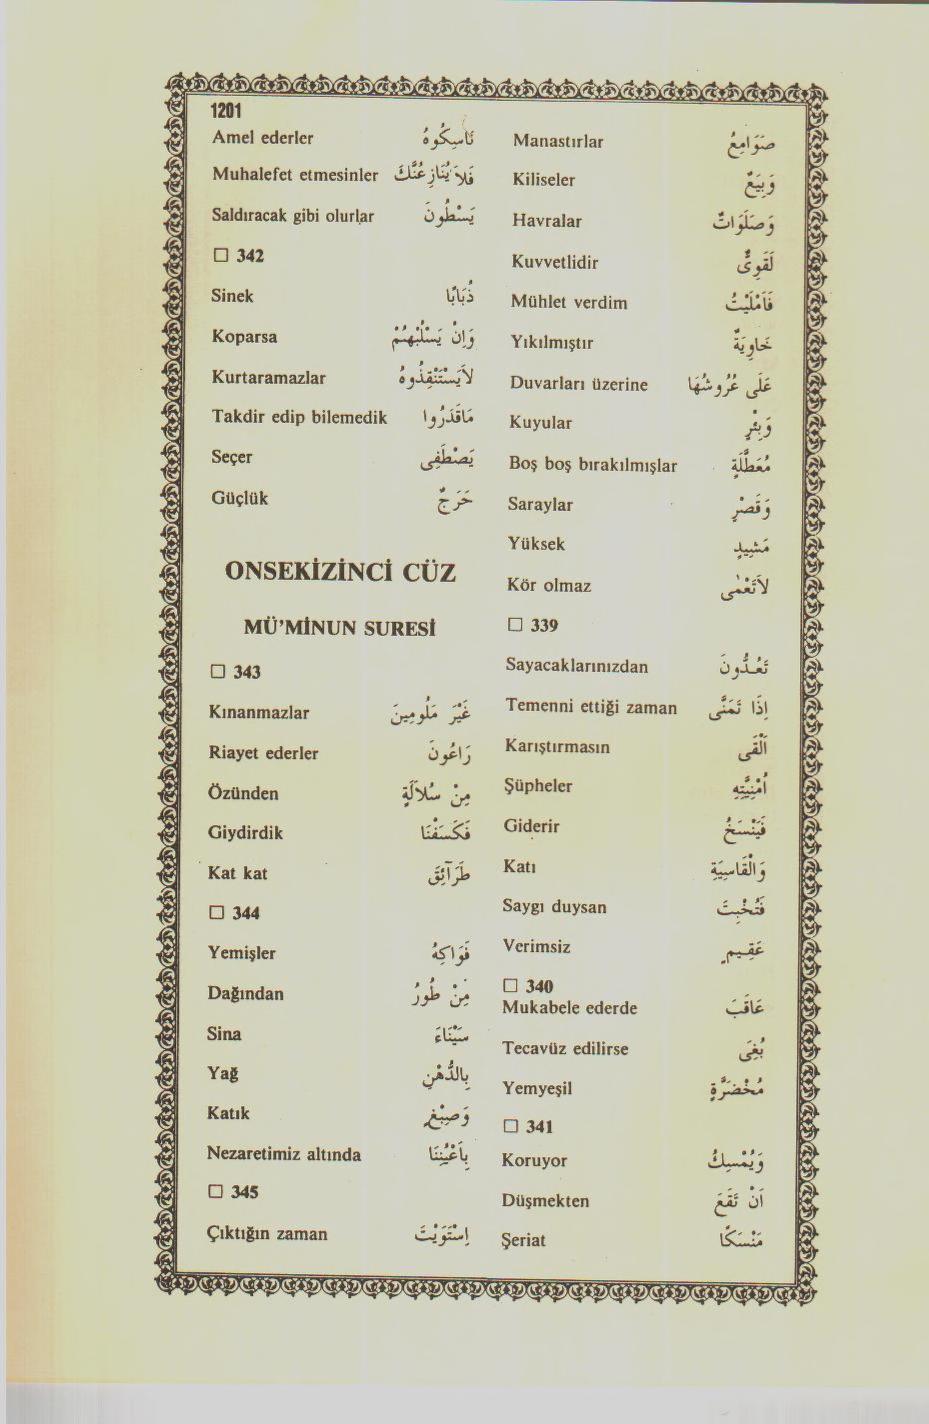 1201
Manastırlar صَوَامِعُ
Kiliseler وَبِيَعٌ
Havralar وَصَلَوَاتٌ
Kuvvetlidir لَقَوِىٌّ
Mühlet verdim فَاَمْلَيْتُ
Yıkılmıştır خَاوِيَةٌ
Duvarları üzerine عَلَى عُرُوشِهَا
Kuyular وَبِئْرٍ
Boş boş bırakılmışlar مُعَطَّلَةٍ
Saraylar وَقَصْرٍ
Yüksek مَشِيدٍ
Kör olmaz لَاتَعْمَى
□ 339
Sayacaklarınızdan تَعُدُّونَ
Temenni ettiği zaman اِذَا تَمَنَّى
Karıştırmasın اَلْقَى
Şüpheler اُمْنِيَّتِهِ
Giderir فَيَنْسَخُ
Katı وَالْقَاسِيَةِ
Saygı duysan فَتُخْبِتَ
Verimsiz عَقِيمٍ
□ 340
Mukabele ederde عَاقَبَ
Tecavüz edilirse بُغِىَ
Yemyeşil مُخْضَرَّةٍ
□ 341
Koruyor وَيُمْسِكُ
Düşmekten اَنْ تَقَعَ
Şeriat مَنْسَكًا
Amel ederler نَاسِكُوهُ
Muhalefet etmesinler فَلَا يُنَازِعُنَّكَ
Saldıracak gibi olurlar يَسْطُونَ
□ 342
Sinek ذُبَابًا
Koparsa وَاِنْ يَسْلُبْهُمْ
Kurtaramazlar لَايَسْتَنْقِذُوهُ
Takdir edip bilemedik مَاقَدَرُوا
Seçer يَصْطَفِى
Güçlük حَرَجٌ
ONSEKİZİNCİ CÜZ
MÜ'MİNUN SURESİ
□ 343
Kınanmazlar غَيْرَ مَلُومِينَ
Riayet ederler رَاعُونَ
Özünden مِنْ سُلَالَةٍ
Giydirdik فَكَسَفْنَا
Kat kat طَرَآئِقَ
□ 344
Yemişler فَوَاكِهُ
Dağından مِنْ طُورُ
Sina سَيْنَاءَ
Yağ بِالدُّهْنِ
Katık وَصِبْغٍ
Nezaretimiz altında بِاَعْيُنِنَا
□ 345
Çıktığın zaman اِسْتَوَيْتَ